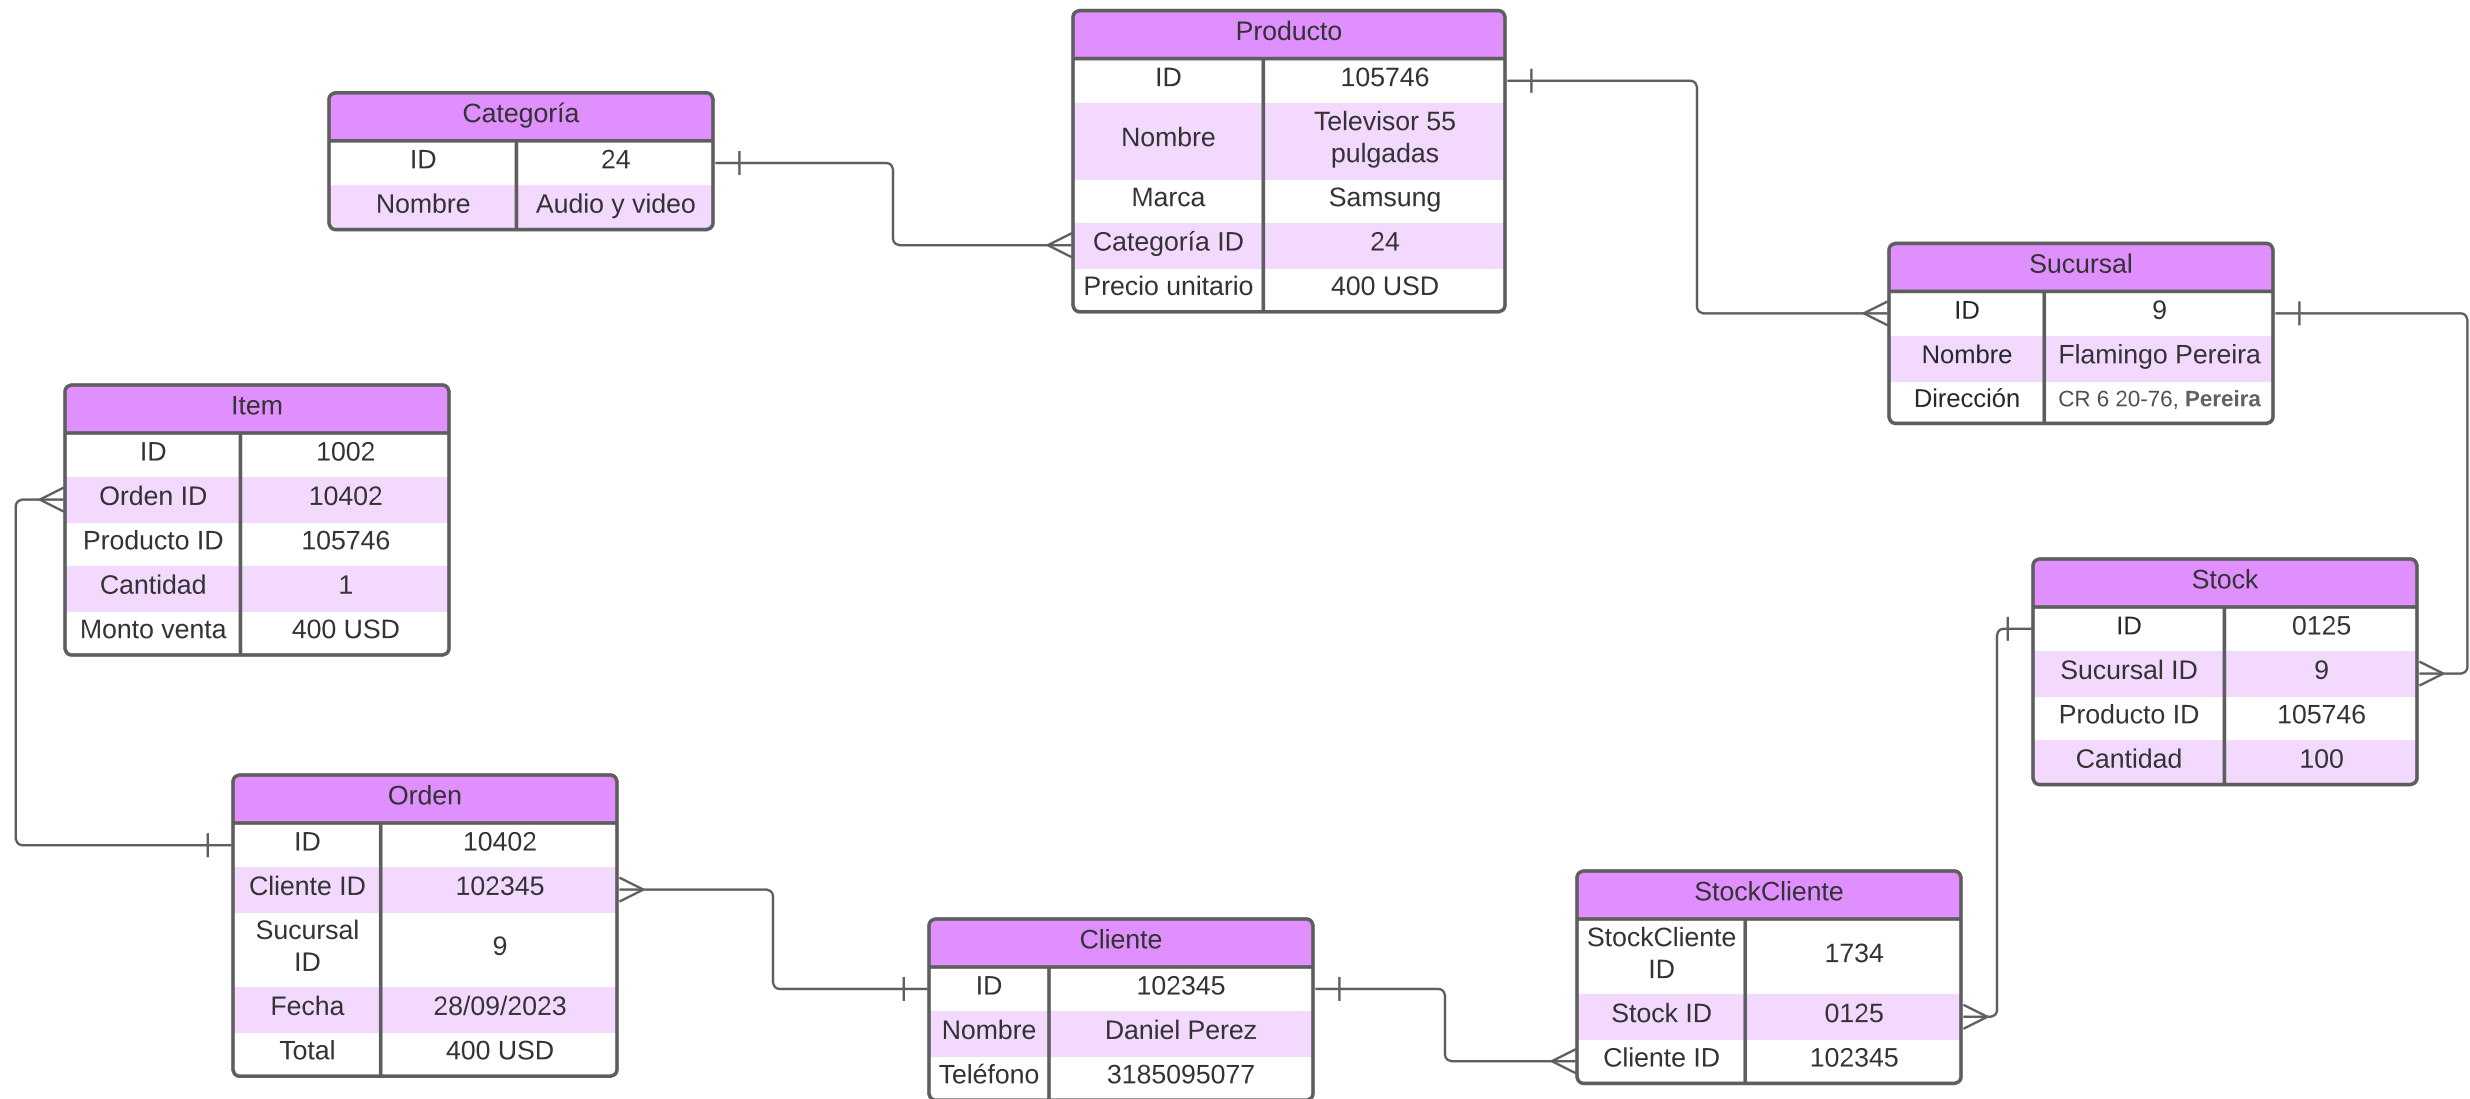 Producto
ID 105746
Nombre Televisor 55
pulgadas
Marca Samsung
Categoría ID 24
Precio unitario 400 USD
Categoría
ID 24
Nombre Audio y video
Sucursal
ID 9
Nombre Flamingo Pereira
Dirección CR 6 20-76, Pereira
Item
ID 1002
Orden ID 10402
Producto ID 105746
Cantidad 1
Monto venta 400 USD
Stock
ID 0125
Sucursal ID 9
Producto ID 105746
Cantidad 100
Orden
ID 10402
Cliente ID 102345
Sucursal
ID 9
Fecha 28/09/2023
Total 400 USD
Cliente
ID 102345
Nombre Daniel Perez
Teléfono 3185095077
StockCliente
StockCliente
ID 1734
Stock ID 0125
Cliente ID 102345